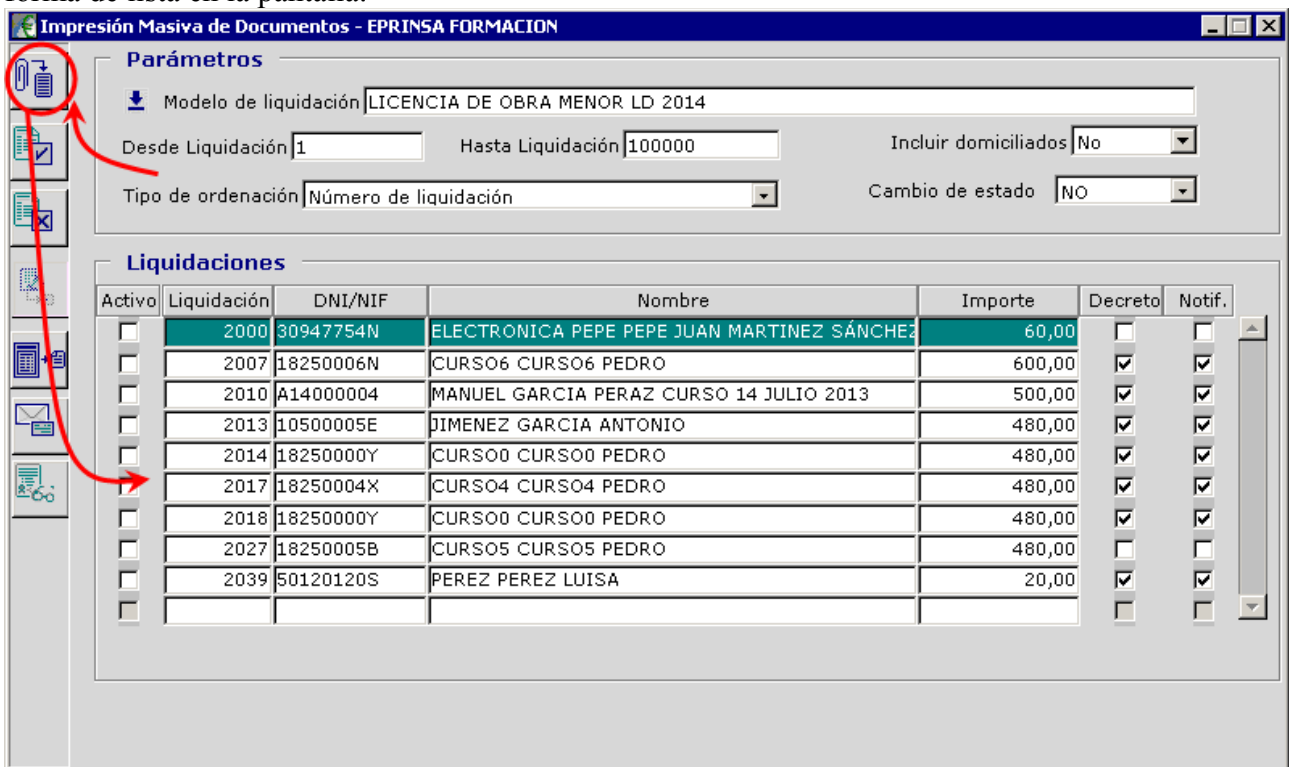 forma de lista en la pantalla.
Impresión Masiva de Documentos - EPRINSA FORMACION
Parámetros
Modelo de liquidación LICENCIA DE OBRA MENOR LD 2014
Desde Liquidación 1 Hasta Liquidación 100000 Incluir domiciliados No
Tipo de ordenación Número de liquidación Cambio de estado NO
Liquidaciones
Activo Liquidación DNI/NIF Nombre Importe Decreto Notif.
2000 30947754N ELECTRONICA PEPE PEPE JUAN MARTINEZ SÁNCHEZ 60,00
2007 18250006N CURSO6 CURSO6 PEDRO 600,00
2010 A14000004 MANUEL GARCIA PERAZ CURSO 14 JULIO 2013 500,00
2013 10500005E JIMENEZ GARCIA ANTONIO 480,00
2014 18250000Y CURSO0 CURSO0 PEDRO 480,00
2017 18250004X CURSO4 CURSO4 PEDRO 480,00
2018 18250000Y CURSO0 CURSO0 PEDRO 480,00
2027 18250005B CURSO5 CURSO5 PEDRO 480,00
2039 50120120S PEREZ PEREZ LUISA 20,00